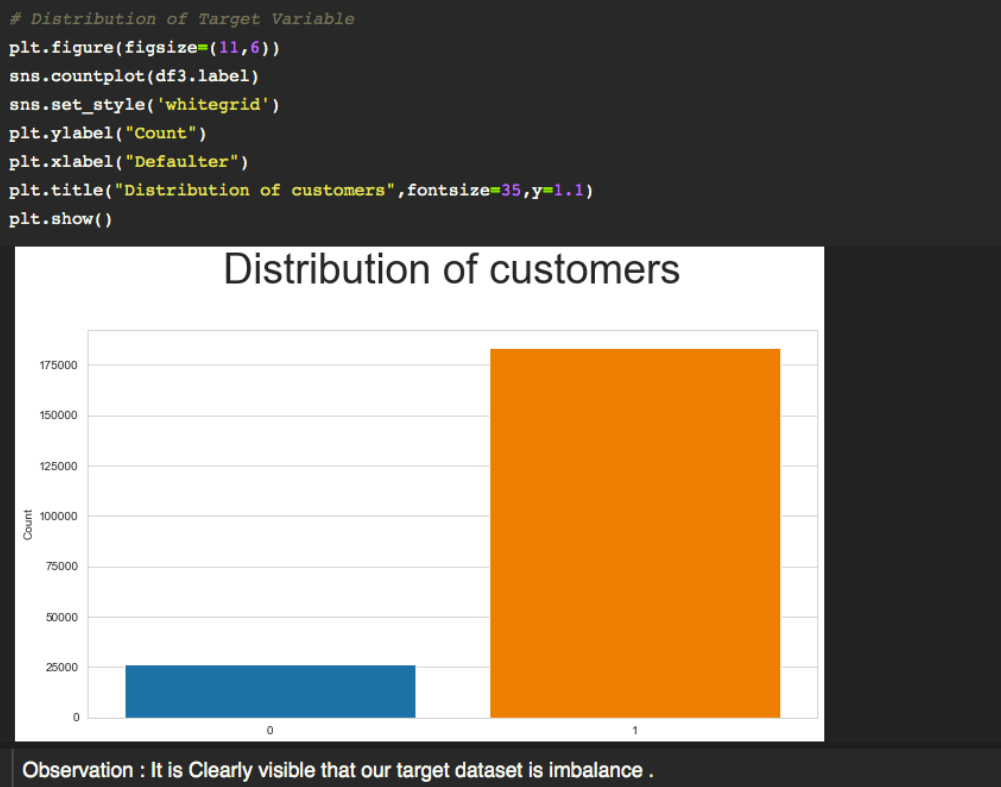 # Distribution of Target Variable
plt.figure(figsize=(11,6))
sns.countplot(df3.label)
sns.set_style('whitegrid')
plt.ylabel("Count")
plt.xlabel("Defaulter")
plt.title("Distribution of customers",fontsize=35,y=1.1)
plt.show()
Distribution of customers
175000
150000
125000
100000
75000
50000
25000
0
Count
0 1
Observation : It is Clearly visible that our target dataset is imbalance .